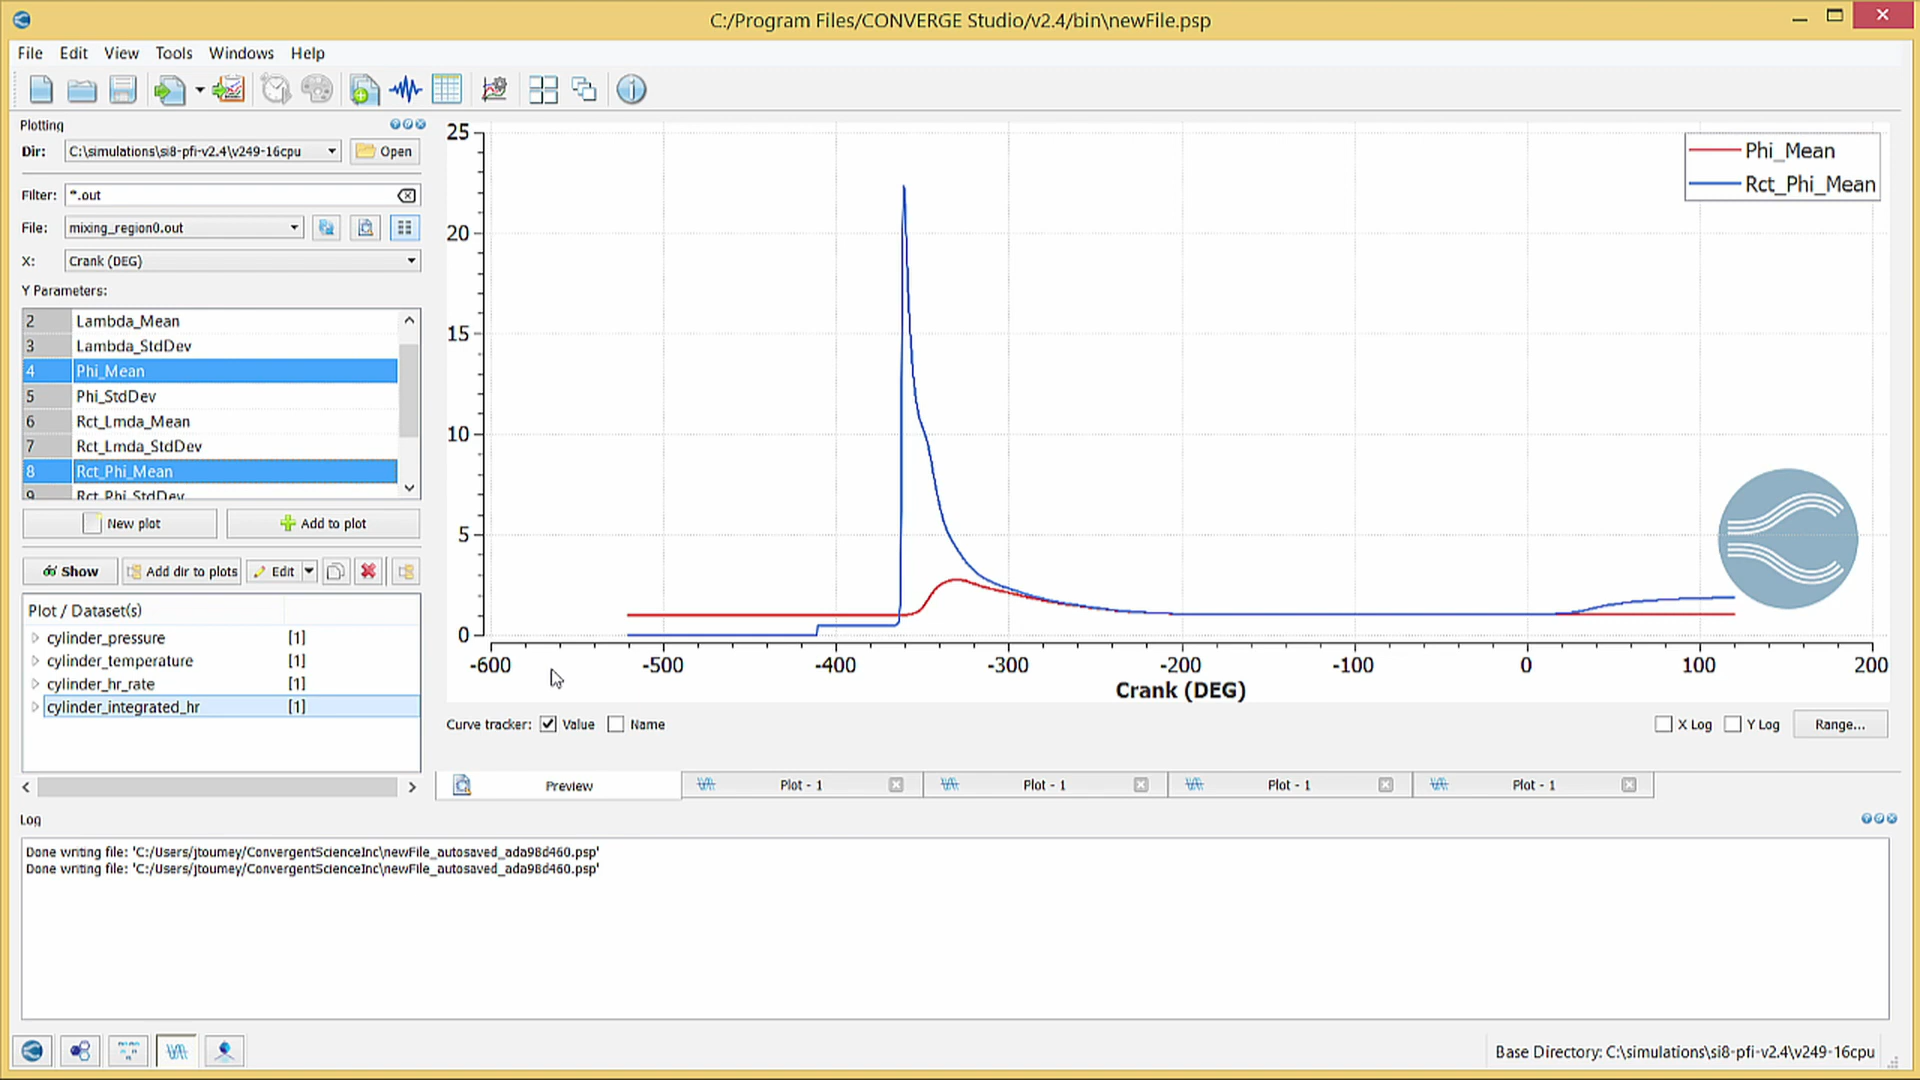 C:/Program Files/CONVERGE Studio/v2.4/bin\newFile.psp
File Edit View Tools Windows Help
Plotting
Dir: C:\simulations\si8-pfi-v2.4\v249-16cpu Open
Filter: *.out
File: mixing_region0.out
X: Crank (DEG)
Y Parameters:
2 Lambda_Mean
3 Lambda_StdDev
4 Phi_Mean
5 Phi_StdDev
6 Rct_Lmda_Mean
7 Rct_Lmda_StdDev
8 Rct_Phi_Mean
9 Rct_Phi_StdDev
New plot Add to plot
Show Add dir to plots Edit
Plot / Dataset(s)
cylinder_pressure [1]
cylinder_temperature [1]
cylinder_hr_rate [1]
cylinder_integrated_hr [1]
25
20
15
10
5
0
-600 -500 -400 -300 -200 -100 0 100 200
Crank (DEG)
Phi_Mean
Rct_Phi_Mean
Curve tracker: Value Name X Log Y Log Range...
Preview Plot - 1 Plot - 1 Plot - 1 Plot - 1
Log
Done writing file: 'C:/Users/jtoumey/ConvergentScienceInc\newFile_autosaved_ada98d460.psp'
Done writing file: 'C:/Users/jtoumey/ConvergentScienceInc\newFile_autosaved_ada98d460.psp'
Base Directory: C:\simulations\si8-pfi-v2.4\v249-16cpu